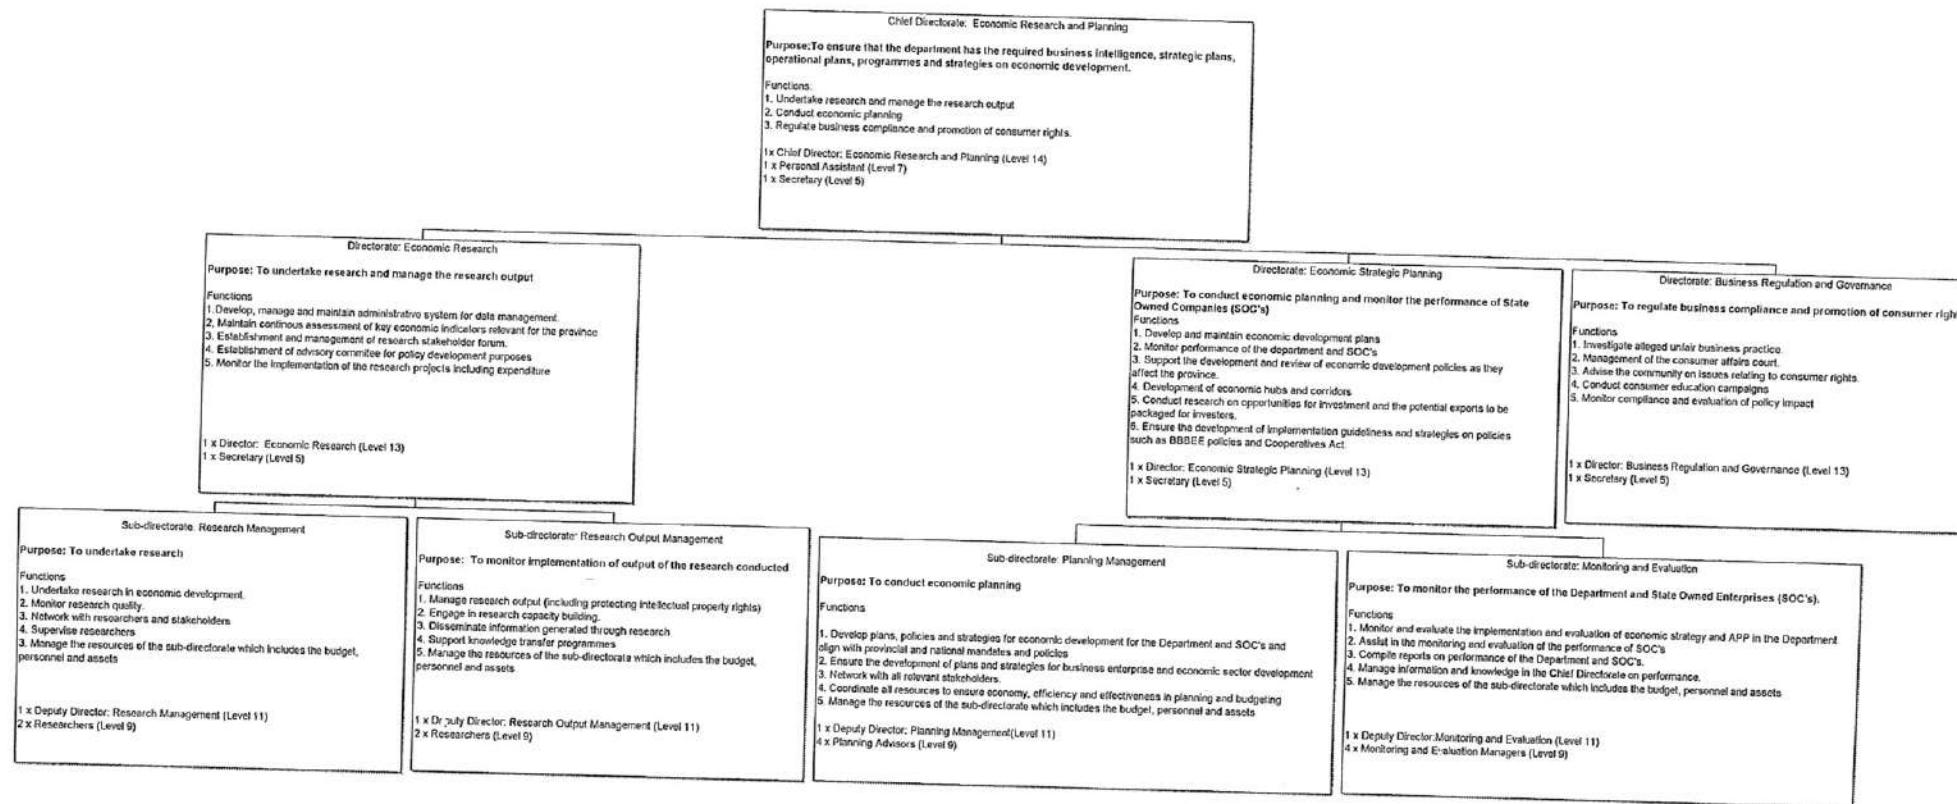 Chief Directorate: Economic Research and Planning
Purpose:To ensure that the department has the required business intelligence, strategic plans,
operational plans, programmes and strategies on economic development.
Functions:
1. Undertake research and manage the research output
2. Conduct economic planning
3. Regulate business compliance and promotion of consumer rights.
1x Chief Director: Economic Research and Planning (Level 14)
1 x Personal Assistant (Level 7)
1 x Secretary (Level 5)
Directorate: Economic Research
Purpose: To undertake research and manage the research output
Functions
1.Develop, manage and maintain administrative system for data management.
2, Maintain continous assessment of key economic indicators relevant for the province
3. Establishment and management of research stakeholder forum.
4. Establishment of advisory commitee for policy development purposes
5. Monitor the implementation of the research projects including expenditure
1 x Director: Economic Research (Level 13)
1 x Secretary (Level 5)
Directorate: Economic Strategic Planning
Purpose: To conduct economic planning and monitor the performance of State
Owned Companies (SOC's)
Functions
1. Develop and maintain economic development plans
2. Monitor performance of the department and SOC's
3. Support the development and review of economic development policies as they
affect the province.
4. Development of economic hubs and corridors
5. Conduct research on opportunities for investment and the potential exports to be
packaged for investors.
6. Ensure the development of implementation guideliness and strategies on policies
such as BBBEE policies and Cooperatives Act.
1 x Director: Economic Strategic Planning (Level 13)
1 x Secretary (Level 5)
Directorate: Business Regulation and Governance
Purpose: To regulate business compliance and promotion of consumer righ
Functions
1. Investigate alleged unfair business practice
2. Management of the consumer affairs court.
3. Advise the community on issues relating to consumer rights.
4. Conduct consumer education campaigns
5. Monitor compliance and evaluation of policy impact
1 x Director: Business Regulation and Governance (Level 13)
1 x Secretary (Level 5)
Sub-directorate: Research Management
Purpose: To undertake research
Functions
1. Undertake research in economic development.
2. Monitor research quality.
3. Network with researchers and stakeholders
4. Supervise researchers
3. Manage the resources of the sub-directorate which includes the budget,
personnel and assets
1 x Deputy Director: Research Management (Level 11)
2 x Researchers (Level 9)
Sub-directorate: Research Output Management
Purpose: To monitor implementation of output of the research conducted
Functions
1. Manage research output (including protecting intellectual property rights)
2. Engage in research capacity building.
3. Disseminate information generated through research
4. Support knowledge transfer programmes
5. Manage the resources of the sub-directorate which includes the budget,
personnel and assets
1 x Deputy Director: Research Output Management (Level 11)
2 x Researchers (Level 9)
Sub-directorate: Planning Management
Purpose: To conduct economic planning
Functions
1. Develop plans, policies and strategies for economic development for the Department and SOC's and
align with provincial and national mandates and policies
2. Ensure the development of plans and strategies for business enterprise and economic sector development
3. Network with all relevant stakeholders.
4. Coordinate all resources to ensure economy, efficiency and effectiveness in planning and budgeting
5. Manage the resources of the sub-directorate which includes the budget, personnel and assets
1 x Deputy Director: Planning Management(Level 11)
4 x Planning Advisors (Level 9)
Sub-directorate: Monitoring and Evaluation
Purpose: To monitor the performance of the Department and State Owned Enterprises (SOC's).
Functions
1. Monitor and evaluate the implementation and evaluation of economic strategy and APP in the Department
2. Assist in the monitoring and evaluation of the performance of SOC's
3. Compile reports on performance of the Department and SOC's.
4. Manage information and knowledge in the Chief Directorate on performance.
5. Manage the resources of the sub-directorate which includes the budget, personnel and assets
1 x Deputy Director:Monitoring and Evaluation (Level 11)
4 x Monitoring and Evaluation Managers (Level 9)